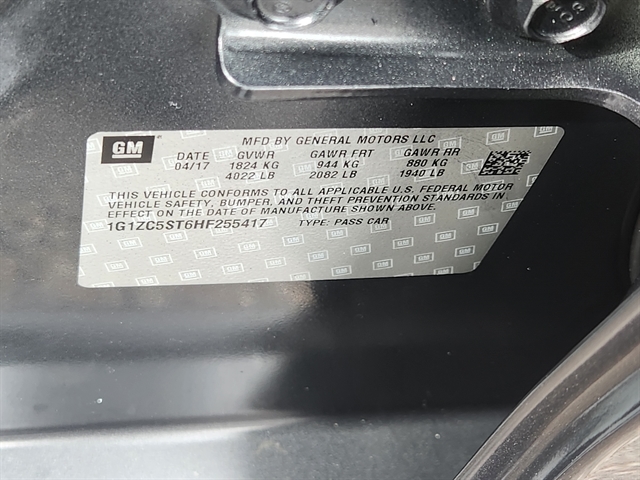 GM
MFD BY GENERAL MOTORS LLC
DATE GVWR GAWR FRT GAWR RR
04/17 1824 KG 944 KG 880 KG
4022 LB 2082 LB 1940 LB
THIS VEHICLE CONFORMS TO ALL APPLICABLE U.S. FEDERAL MOTOR
VEHICLE SAFETY, BUMPER, AND THEFT PREVENTION STANDARDS IN
EFFECT ON THE DATE OF MANUFACTURE SHOWN ABOVE.
1G1ZC5ST6HF255417 TYPE: PASS CAR